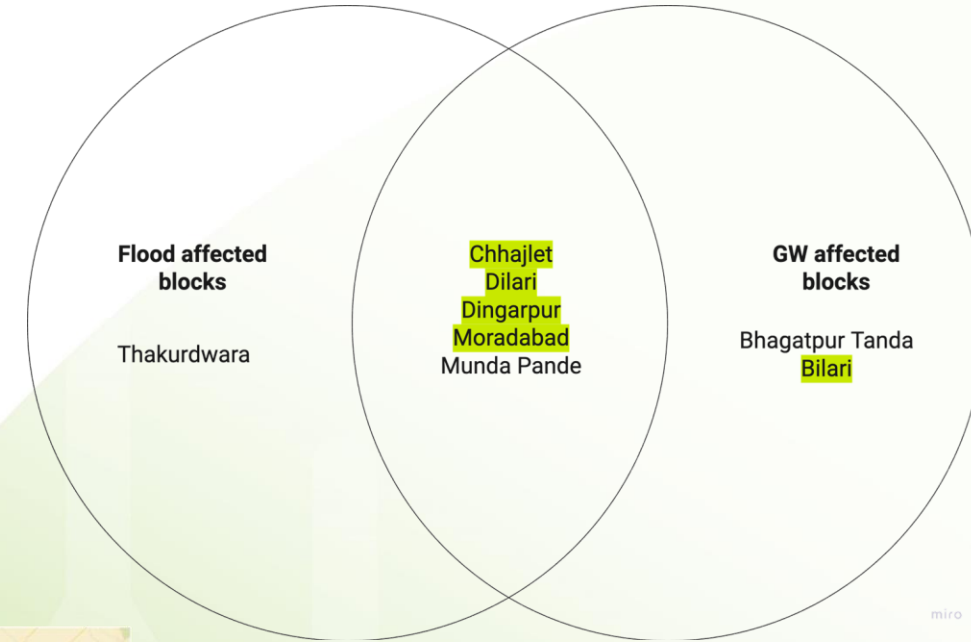 Flood affected
blocks
Thakurdwara
Chhajlet
Dilari
Dingarpur
Moradabad
Munda Pande
GW affected
blocks
Bhagatpur Tanda
Bilari
miro